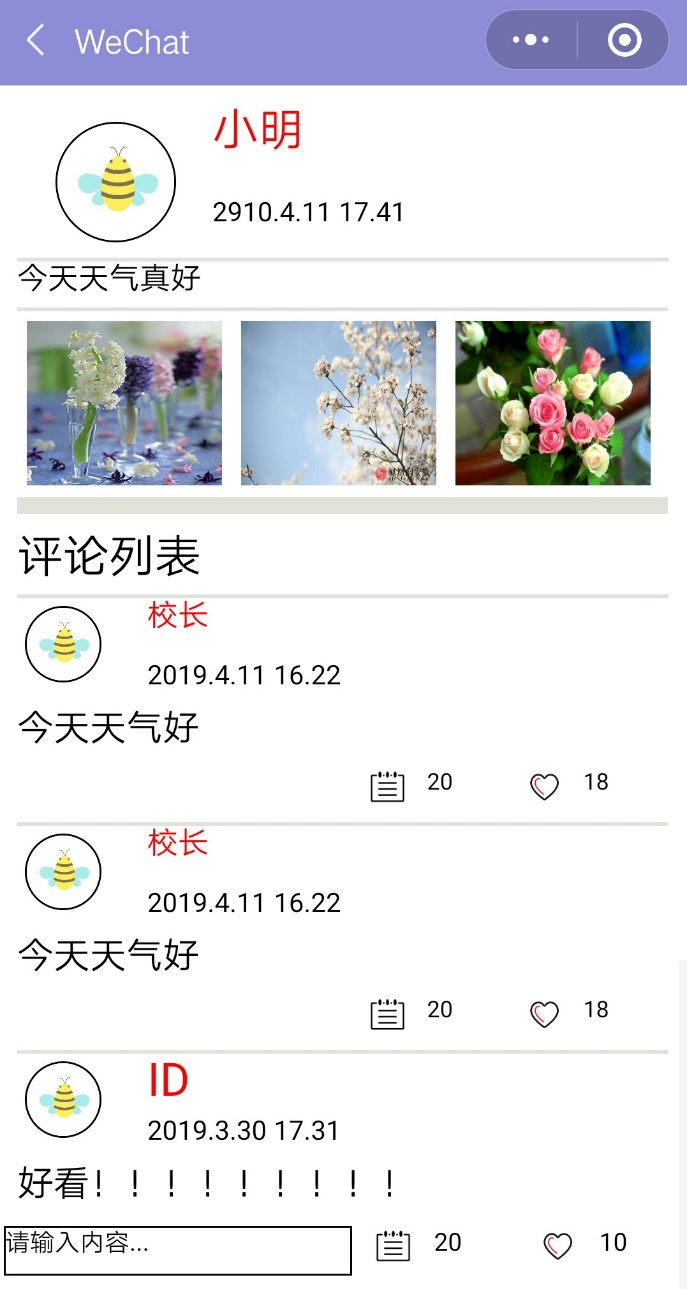 WeChat
小明
2910.4.11 17.41
今天天气真好
评论列表
校长
2019.4.11 16.22
今天天气好
20 18
校长
2019.4.11 16.22
今天天气好
20 18
ID
2019.3.30 17.31
好看！！！！！！！！！
请输入内容... 20 10